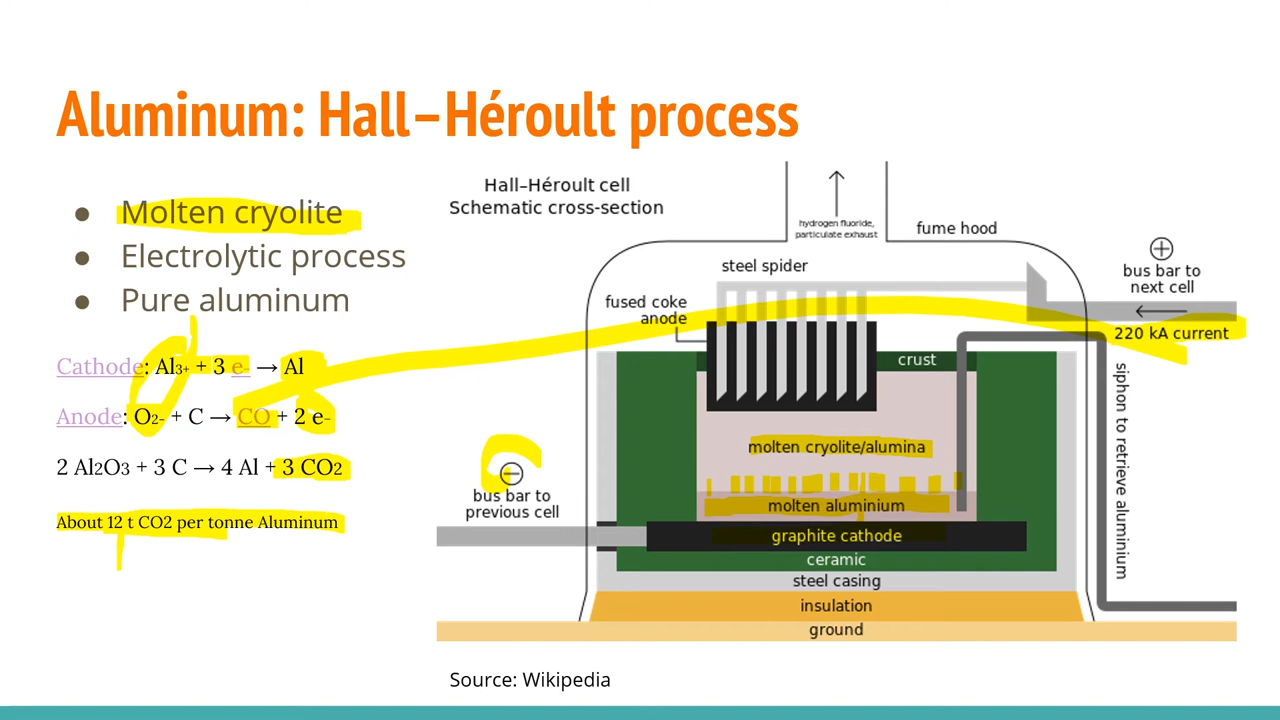 Aluminum: Hall–Héroult process
● Molten cryolite
● Electrolytic process
● Pure aluminum
Cathode: Al3+ + 3 e- → Al
Anode: O2- + C → CO + 2 e-
2 Al2O3 + 3 C → 4 Al + 3 CO2
About 12 t CO2 per tonne Aluminum
Hall–Héroult cell
Schematic cross-section
hydrogen fluoride,
particulate exhaust
fume hood
steel spider
+
bus bar to
next cell
fused coke
anode
220 kA current
crust
siphon to retrieve aluminium
molten cryolite/alumina
−
bus bar to
previous cell
molten aluminium
graphite cathode
ceramic
steel casing
insulation
ground
Source: Wikipedia